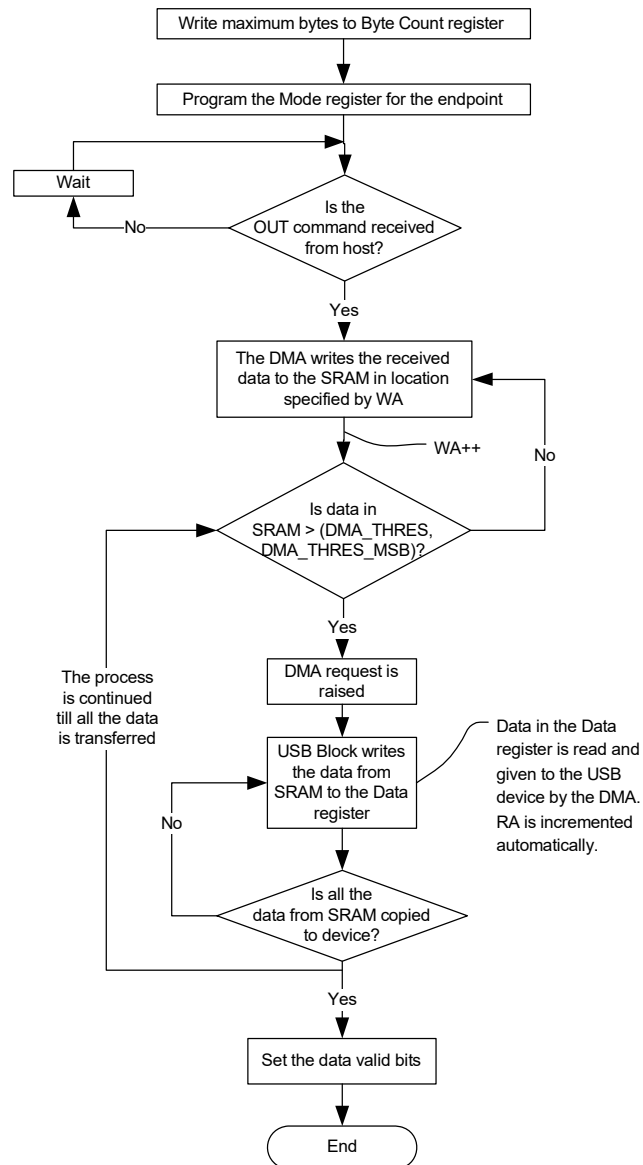 Write maximum bytes to Byte Count register
Program the Mode register for the endpoint
Wait
Is the
OUT command received
from host?
No
Yes
The DMA writes the received
data to the SRAM in location
specified by WA
WA++
No
Is data in
SRAM > (DMA_THRES,
DMA_THRES_MSB)?
Yes
The process
is continued
till all the data
is transferred
DMA request is
raised
USB Block writes
the data from
SRAM to the Data
register
Data in the Data
register is read and
given to the USB
device by the DMA.
RA is incremented
automatically.
No
Is all the
data from SRAM copied
to device?
Yes
Set the data valid bits
End